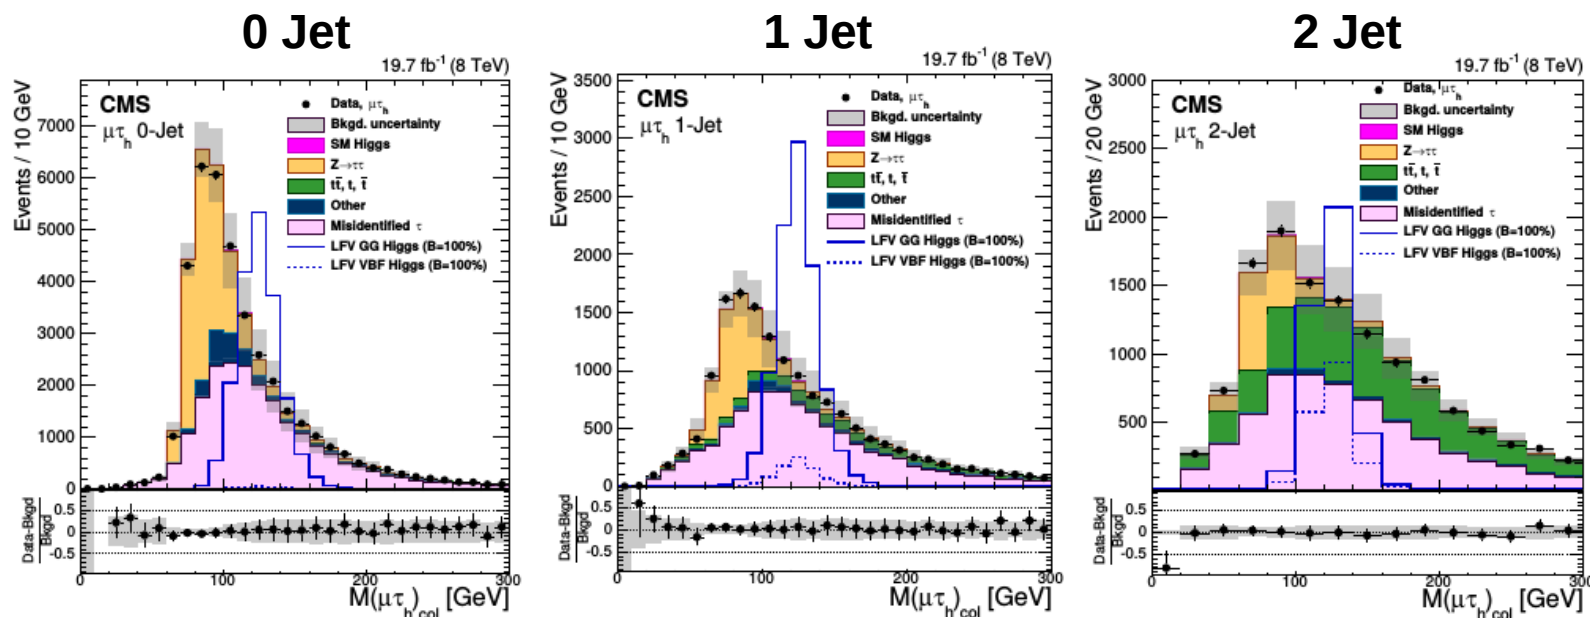 0 Jet
19.7 fb⁻¹ (8 TeV)
CMS
μτh 0-Jet
Data, μτh
Bkgd. uncertainty
SM Higgs
Z→ττ
tt̄, t, t̄
Other
Misidentified τ
LFV GG Higgs (B=100%)
LFV VBF Higgs (B=100%)
Events / 10 GeV
7000
6000
5000
4000
3000
2000
1000
0
Data-Bkgd
Bkgd
0.5
0
-0.5
0 100 200 300
M(μτh)col [GeV]
1 Jet
19.7 fb⁻¹ (8 TeV)
CMS
μτh 1-Jet
Data, μτh
Bkgd. uncertainty
SM Higgs
Z→ττ
tt̄, t, t̄
Other
Misidentified τ
LFV GG Higgs (B=100%)
LFV VBF Higgs (B=100%)
Events / 10 GeV
3500
3000
2500
2000
1500
1000
500
0
Data-Bkgd
Bkgd
0.5
0
-0.5
0 100 200 300
M(μτh)col [GeV]
2 Jet
19.7 fb⁻¹ (8 TeV)
CMS
μτh 2-Jet
Data, μτh
Bkgd. uncertainty
SM Higgs
Z→ττ
tt̄, t, t̄
Other
Misidentified τ
LFV GG Higgs (B=100%)
LFV VBF Higgs (B=100%)
Events / 20 GeV
3000
2500
2000
1500
1000
500
Data-Bkgd
Bkgd
0.5
0
-0.5
0 100 200 300
M(μτh)col [GeV]